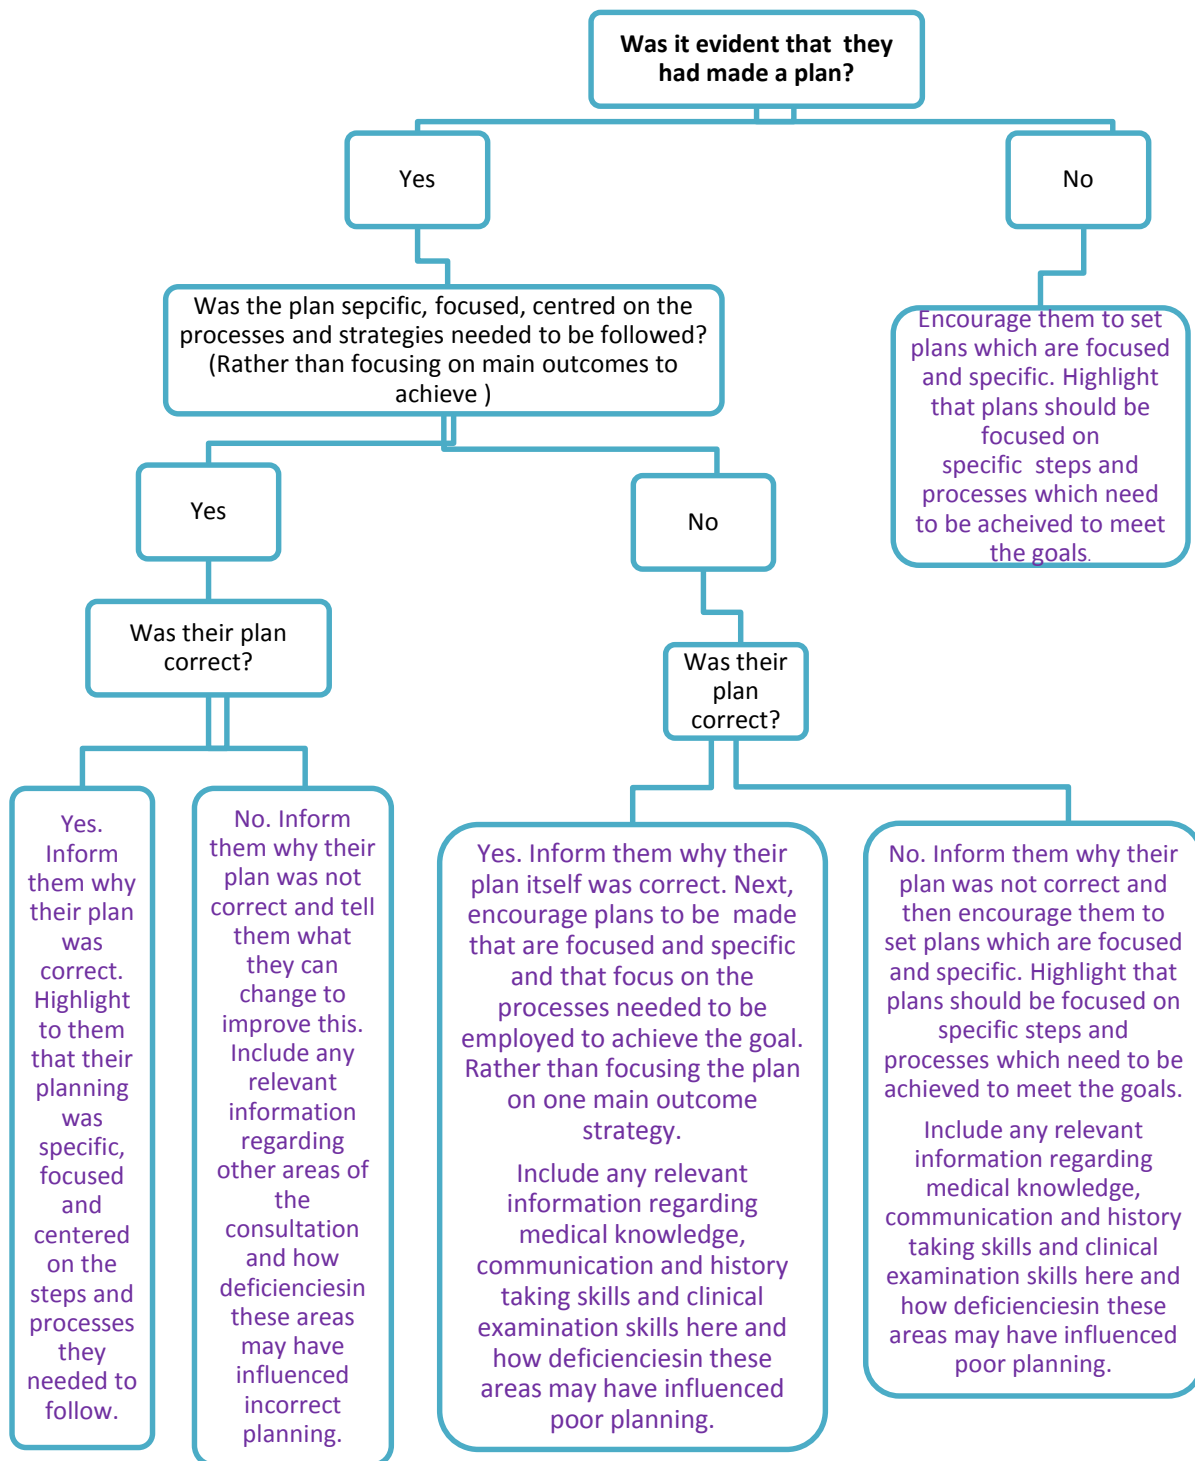 Was it evident that  they
had made a plan?
Yes
No
Was the plan sepcific, focused, centred on the
processes and strategies needed to be followed?
(Rather than focusing on main outcomes to
achieve )
Encourage them to set
plans which are focused
and specific. Highlight
that plans should be
focused on
specific  steps and
processes which need
to be acheived to meet
the goals.
Yes
No
Was their plan
correct?
Was their
plan
correct?
Yes.
Inform
them why
their plan
was
correct.
Highlight
to them
that their
planning
was
specific,
focused
and
centered
on the
steps and
processes
they
needed to
follow.
No. Inform
them why their
plan was not
correct and tell
them what
they can
change to
improve this.
Include any
relevant
information
regarding
other areas of
the
consultation
and how
deficienciesin
these areas
may have
influenced
incorrect
planning.
Yes. Inform them why their
plan itself was correct. Next,
encourage plans to be  made
that are focused and specific
and that focus on the
processes needed to be
employed to achieve the goal.
Rather than focusing the plan
on one main outcome
strategy.
Include any relevant
information regarding
medical knowledge,
communication and history
taking skills and clinical
examination skills here and
how deficienciesin these
areas may have influenced
poor planning.
No. Inform them why their
plan was not correct and
then encourage them to
set plans which are focused
and specific. Highlight that
plans should be focused on
specific steps and
processes which need to be
achieved to meet the goals.
Include any relevant
information regarding
medical knowledge,
communication and history
taking skills and clinical
examination skills here and
how deficienciesin these
areas may have influenced
poor planning.